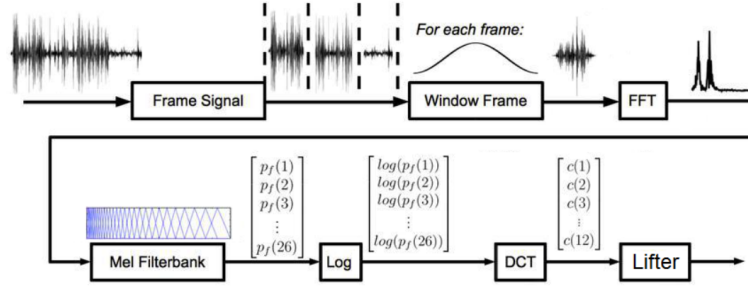 For each frame:
Frame Signal
Window Frame
FFT
p_f(1)
p_f(2)
p_f(3)
⋮
p_f(26)
log(p_f(1))
log(p_f(2))
log(p_f(3))
⋮
log(p_f(26))
c(1)
c(2)
c(3)
⋮
c(12)
Mel Filterbank
Log
DCT
Lifter